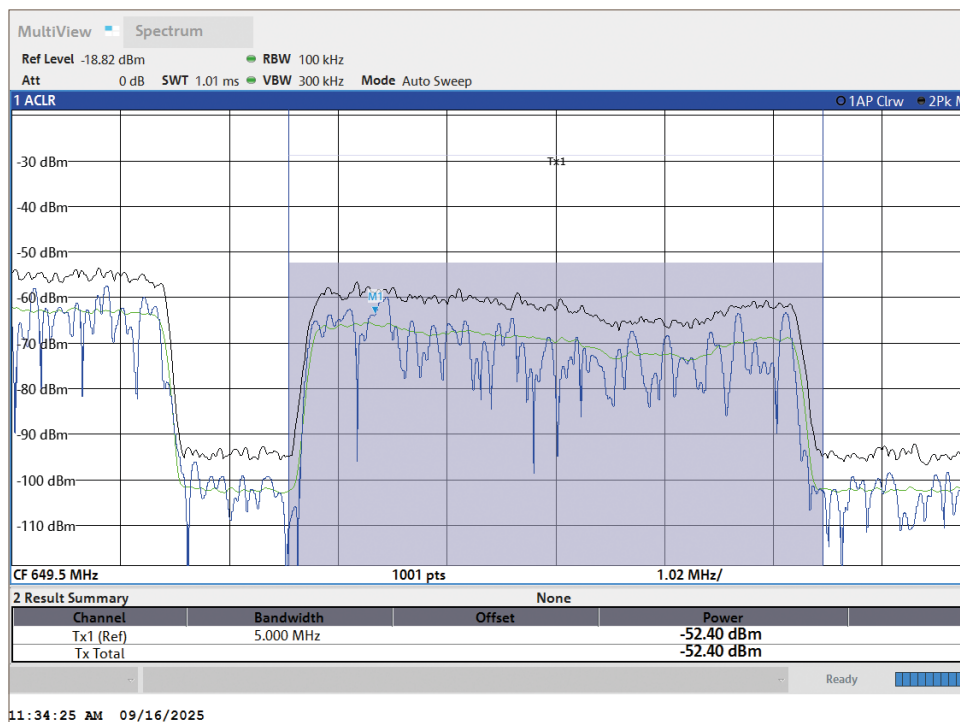 MultiView Spectrum
Ref Level -18.82 dBm RBW 100 kHz
Att 0 dB SWT 1.01 ms VBW 300 kHz Mode Auto Sweep
1 ACLR 1AP Clrw 2Pk M
-30 dBm
Tx1
-40 dBm
-50 dBm
-60 dBm
M1
-70 dBm
-80 dBm
-90 dBm
-100 dBm
-110 dBm
CF 649.5 MHz 1001 pts 1.02 MHz/
2 Result Summary None
Channel Bandwidth Offset Power
Tx1 (Ref) 5.000 MHz -52.40 dBm
Tx Total -52.40 dBm
Ready
11:34:25 AM 09/16/2025